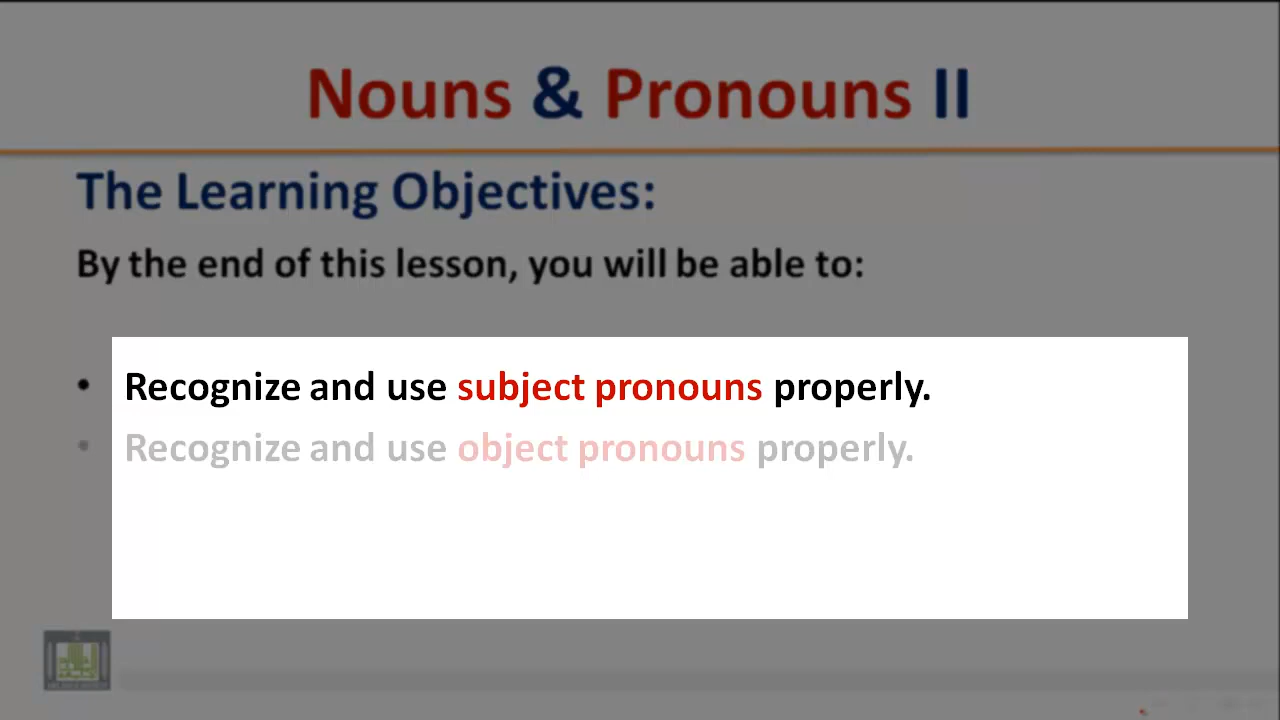 Nouns & Pronouns II
The Learning Objectives:
By the end of this lesson, you will be able to:
• Recognize and use subject pronouns properly.
• Recognize and use object pronouns properly.